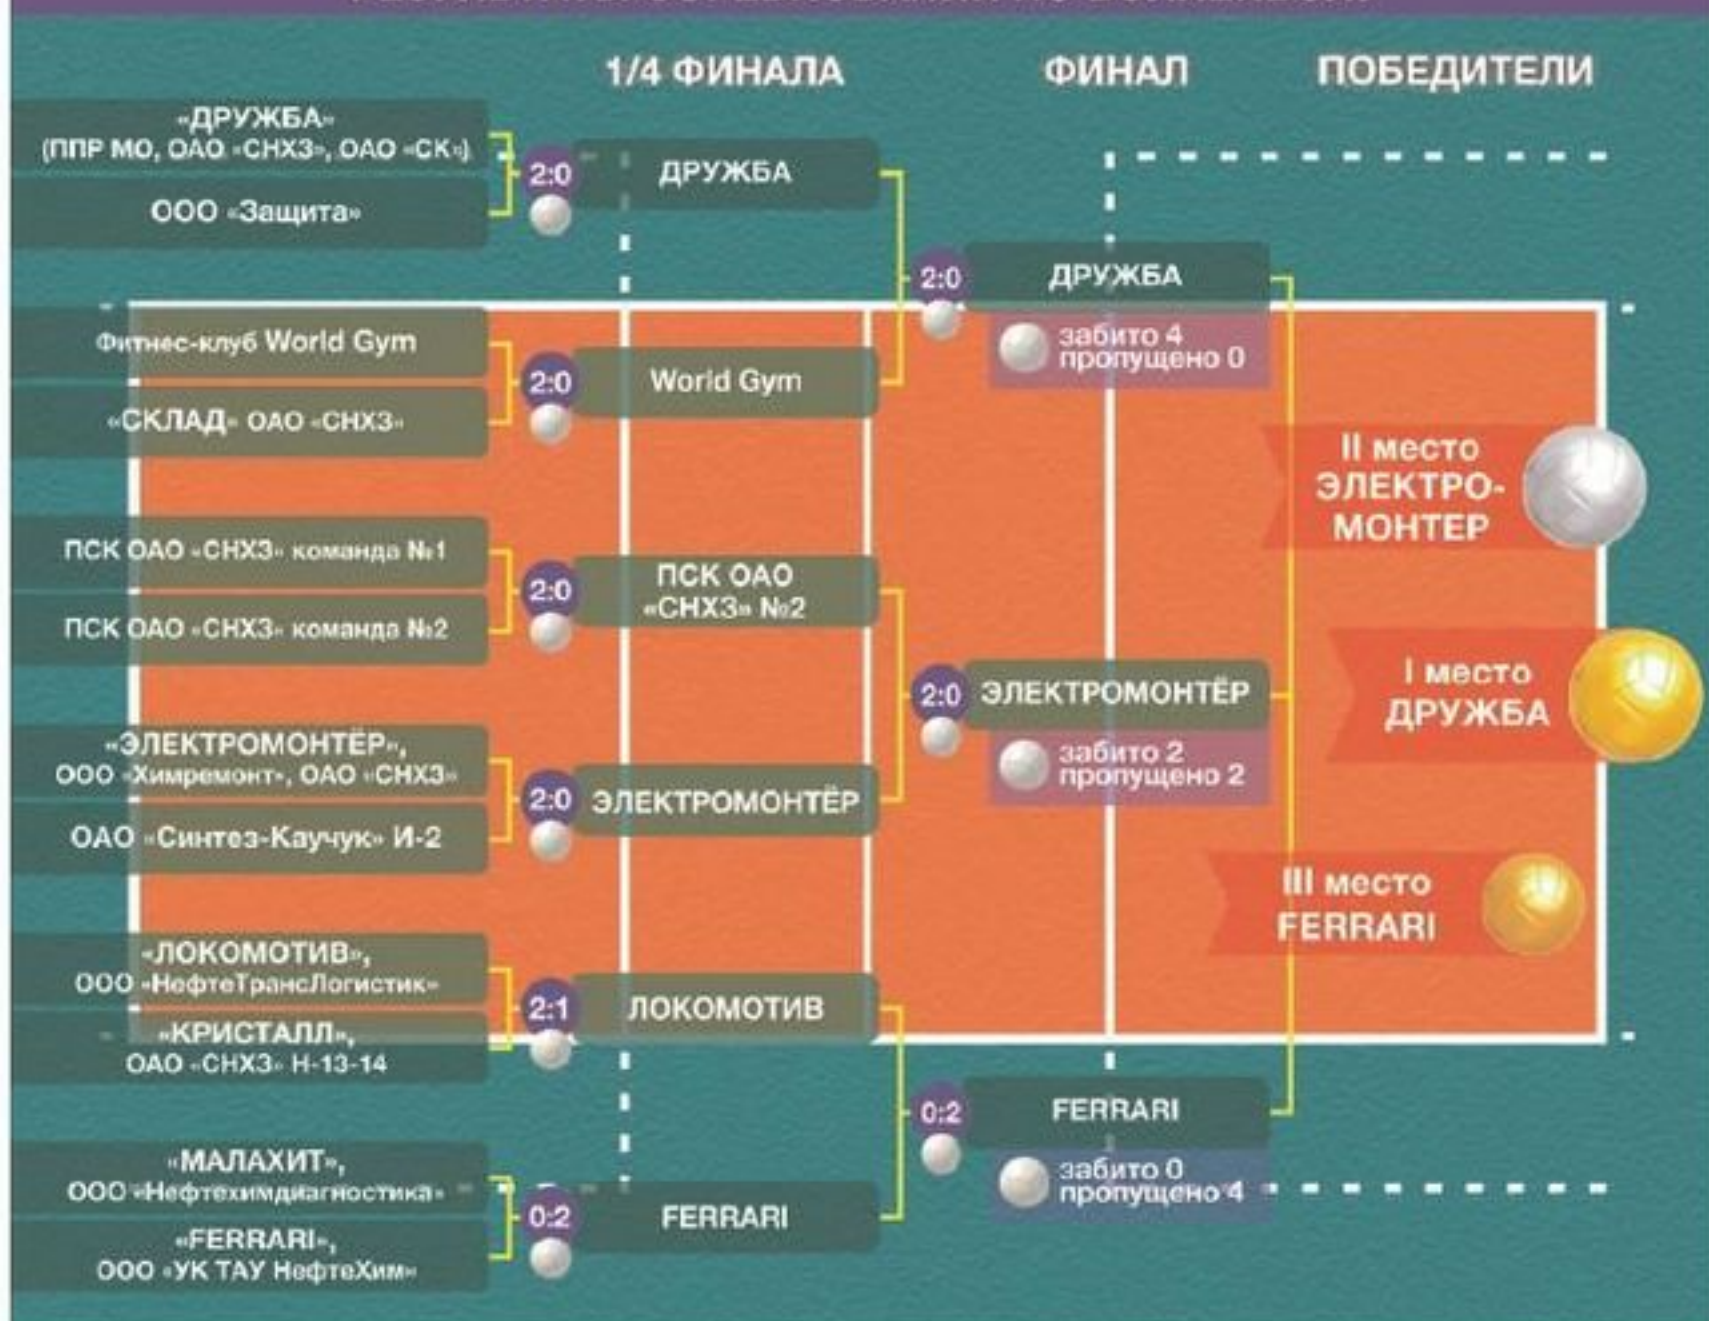 1/4 ФИНАЛА
ФИНАЛ
ПОБЕДИТЕЛИ
«ДРУЖБА»
(ППР МО, ОАО «СНХЗ», ОАО «СК»)
ООО «Защита»
2:0
ДРУЖБА
Фитнес-клуб World Gym
«СКЛАД» ОАО «СНХЗ»
2:0
World Gym
2:0
ДРУЖБА
забито 4
пропущено 0
ПСК ОАО «СНХЗ» команда №1
ПСК ОАО «СНХЗ» команда №2
2:0
ПСК ОАО
«СНХЗ» №2
«ЭЛЕКТРОМОНТЁР»,
ООО «Химремонт», ОАО «СНХЗ»
ОАО «Синтез-Каучук» И-2
2:0
ЭЛЕКТРОМОНТЁР
2:0
ЭЛЕКТРОМОНТЁР
забито 2
пропущено 2
«ЛОКОМОТИВ»,
ООО «НефтеТрансЛогистик»
«КРИСТАЛЛ»,
ОАО «СНХЗ» Н-13-14
2:1
ЛОКОМОТИВ
«МАЛАХИТ»,
ООО «Нефтехимдиагностика»
«FERRARI»,
ООО «УК ТАУ НефтеХим»
0:2
FERRARI
0:2
FERRARI
забито 0
пропущено 4
II место
ЭЛЕКТРО-
МОНТЕР
I место
ДРУЖБА
III место
FERRARI